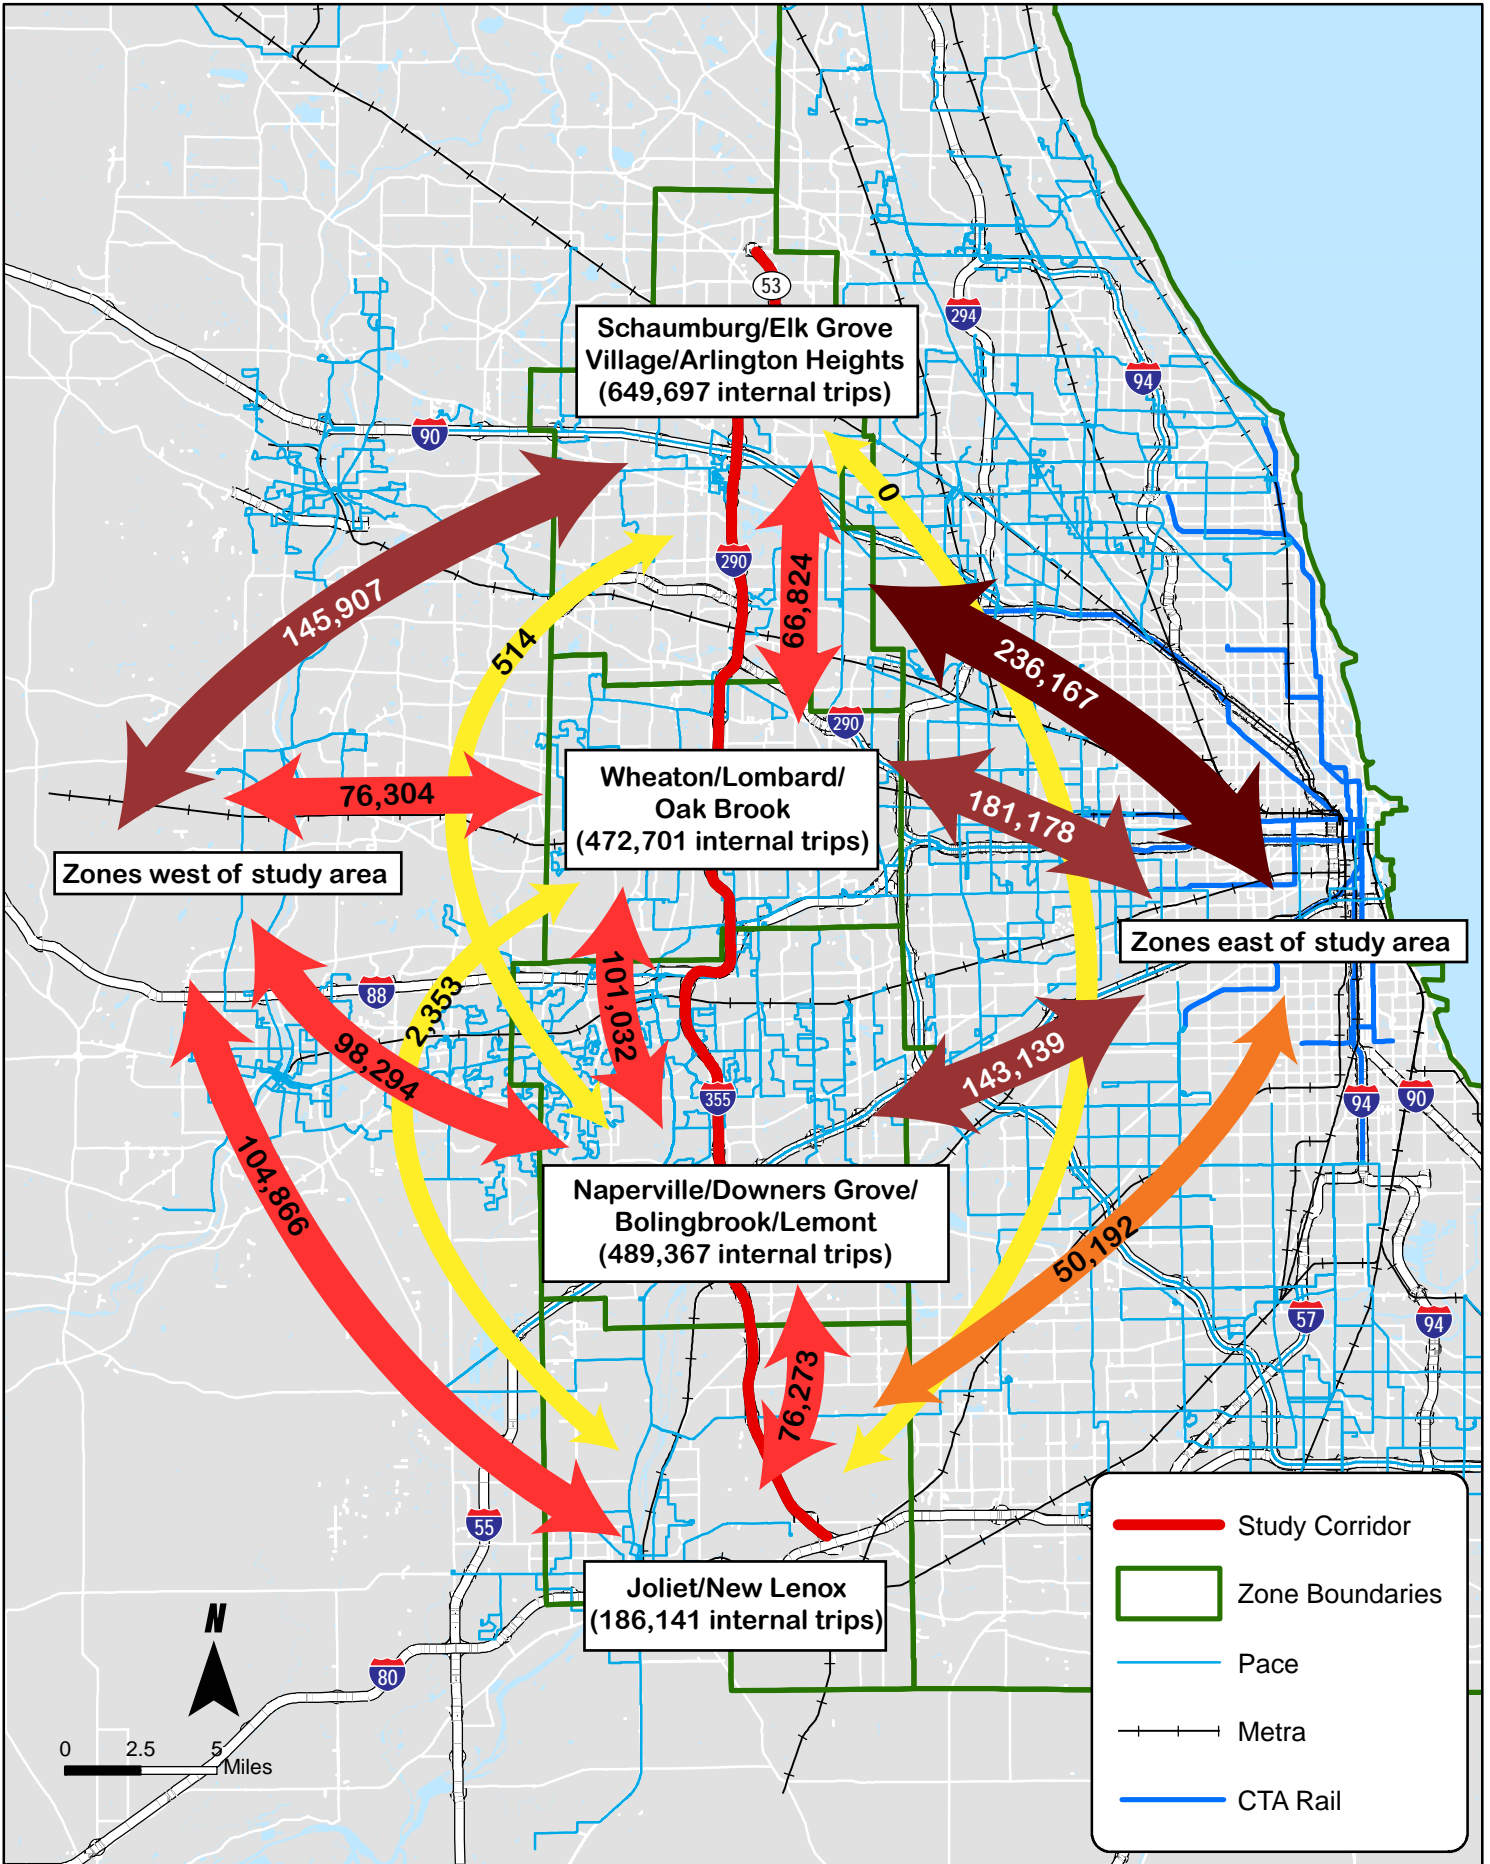 53
Schaumburg/Elk Grove
Village/Arlington Heights
(649,697 internal trips)
294
94
90
0
290
66,824
145,907
514
236,167
290
76,304
Wheaton/Lombard/
Oak Brook
(472,701 internal trips)
181,178
Zones west of study area
Zones east of study area
88
2,353
101,032
98,294
143,139
355
94
90
104,866
Naperville/Downers Grove/
Bolingbrook/Lemont
(489,367 internal trips)
50,192
57
94
76,273
55
Joliet/New Lenox
(186,141 internal trips)
80
N
0 2.5 5
Miles
Study Corridor
Zone Boundaries
Pace
Metra
CTA Rail